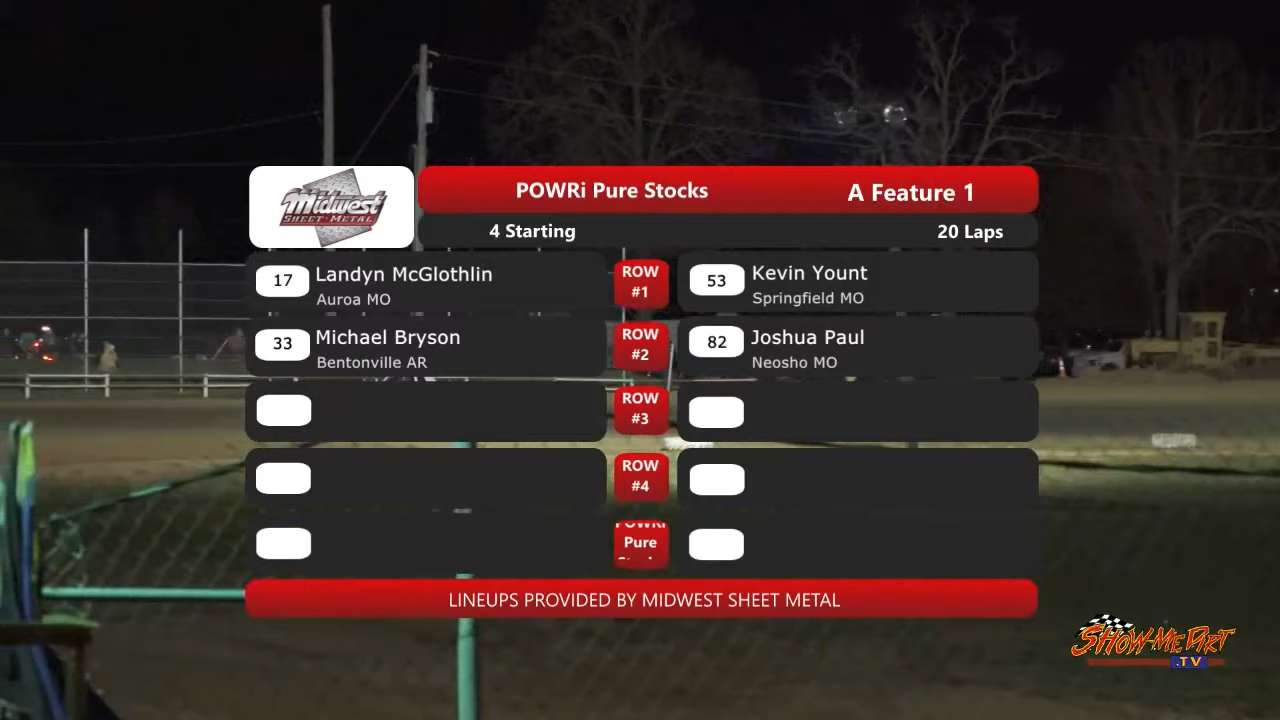 Midwest
SHEET-METAL
POWRi Pure Stocks
A Feature 1
4 Starting
20 Laps
17
Landyn McGlothlin
Auroa MO
ROW
#1
53
Kevin Yount
Springfield MO
33
Michael Bryson
Bentonville AR
ROW
#2
82
Joshua Paul
Neosho MO
ROW
#3
ROW
#4
POWRi
Pure
LINEUPS PROVIDED BY MIDWEST SHEET METAL
SHOW-ME DIRT
.TV